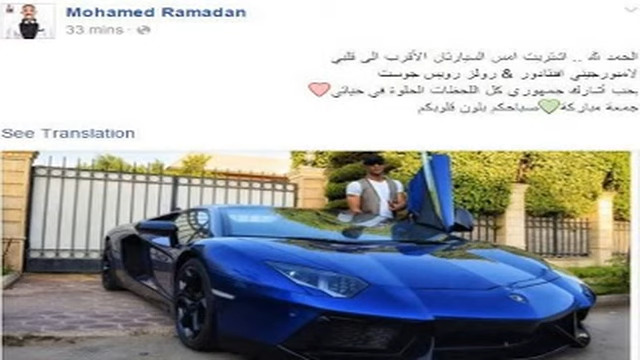 Mohamed Ramadan
33 mins ·
الحمد لله .. اشتريت امس السيارتان الأقرب الى قلبي
لامبورجيني افنتادور & رولز رويس جوست
بحب أشارك جمهوري كل اللحظات الحلوة في حياتي
جمعة مباركة صباحكم بلون قلوبكم
See Translation